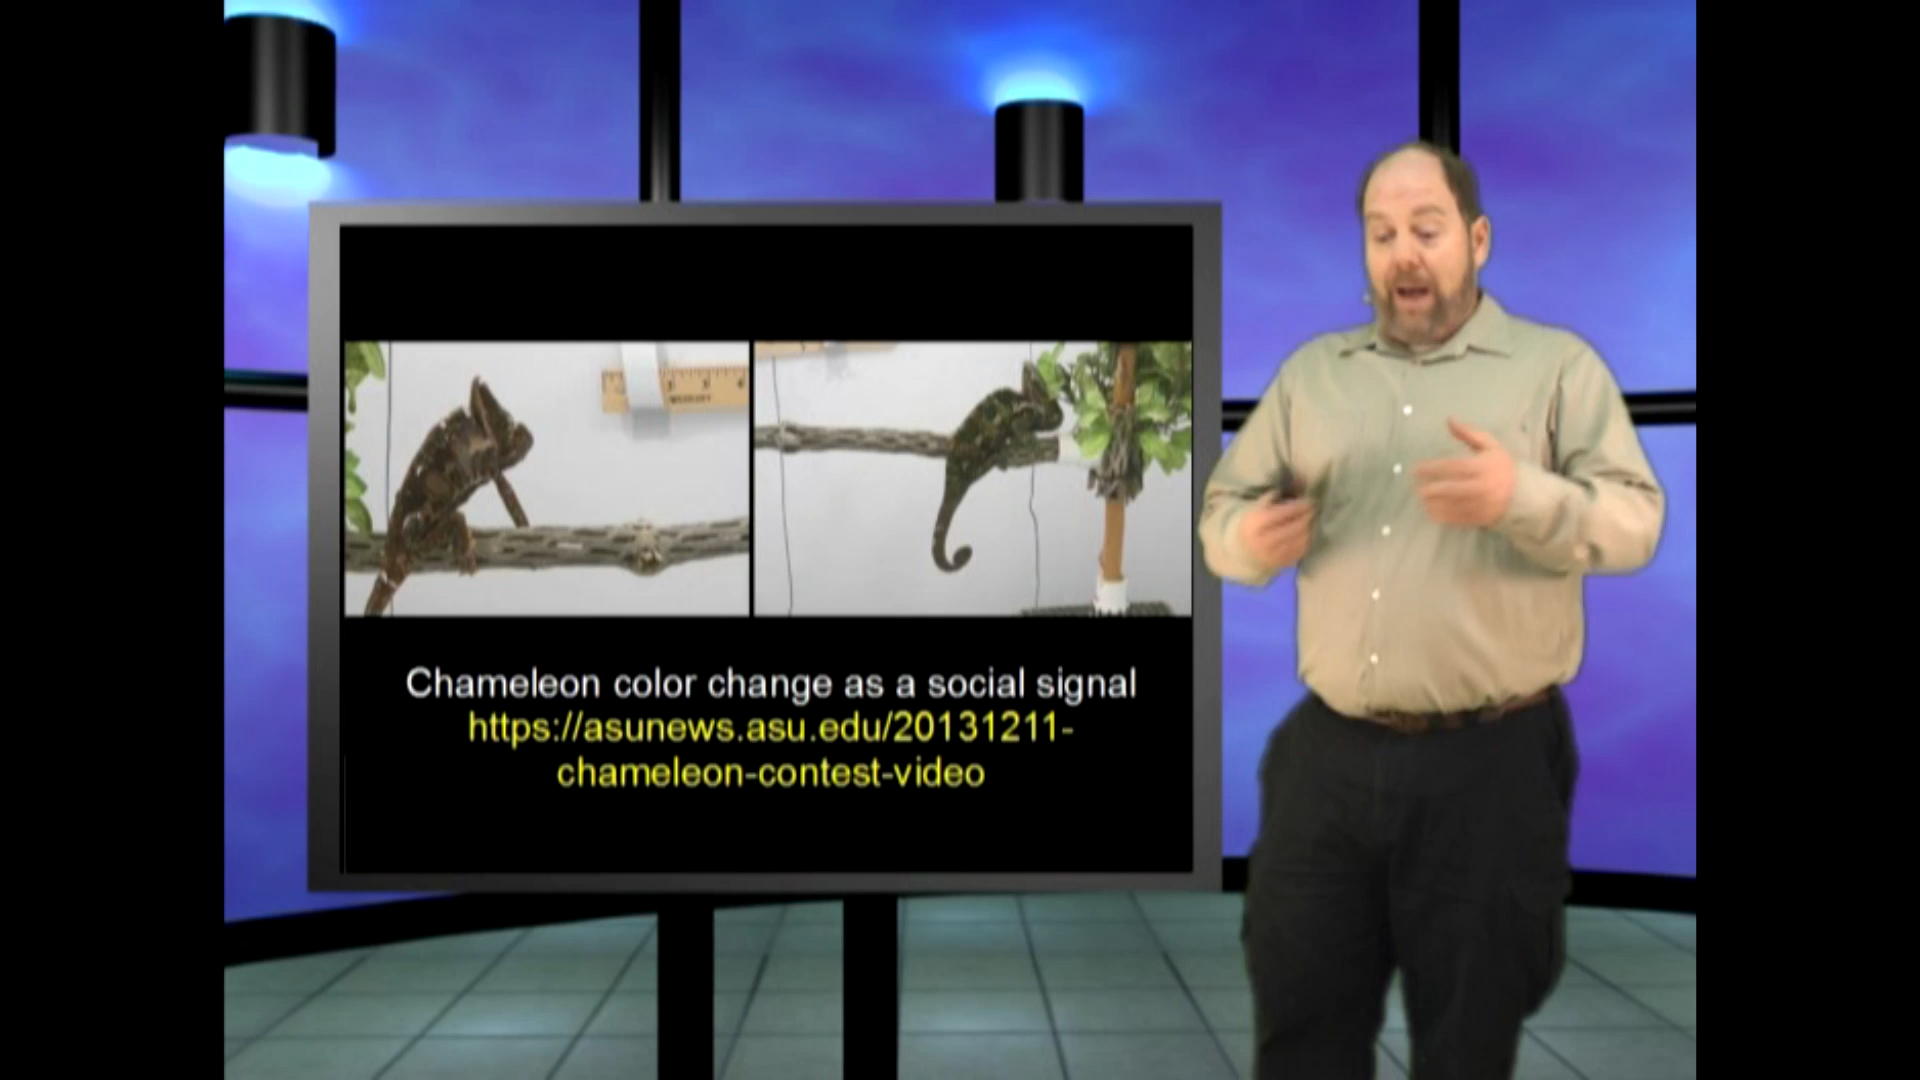 Chameleon color change as a social signal
https://asunews.asu.edu/20131211-
chameleon-contest-video